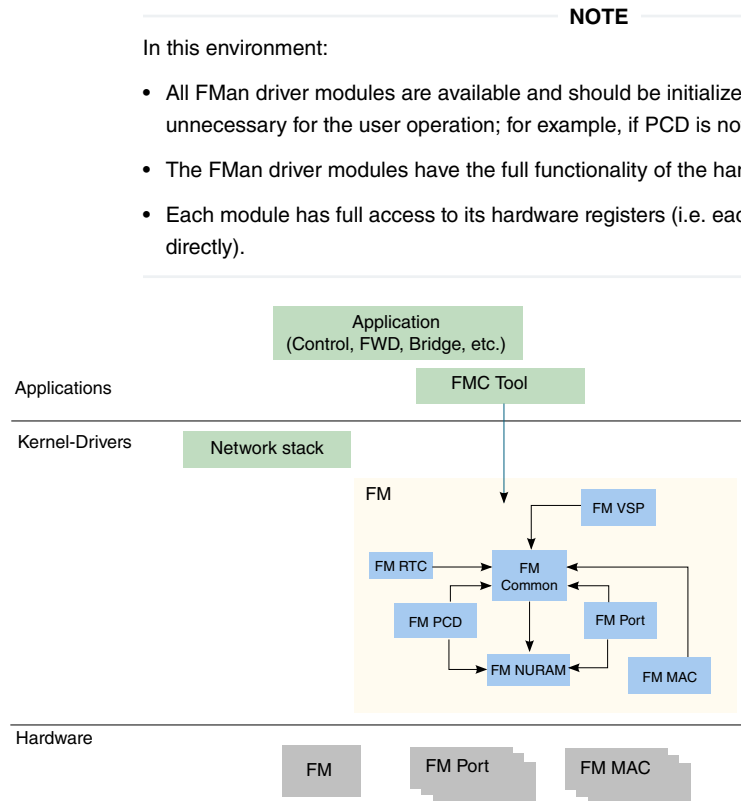 NOTE
In this environment:
• All FMan driver modules are available and should be initialize
unnecessary for the user operation; for example, if PCD is no
• The FMan driver modules have the full functionality of the har
• Each module has full access to its hardware registers (i.e. eac
directly).
Application
(Control, FWD, Bridge, etc.)
Applications
FMC Tool
Kernel-Drivers
Network stack
FM
FM VSP
FM RTC
FM
Common
FM PCD
FM Port
FM NURAM
FM MAC
Hardware
FM
FM Port
FM MAC